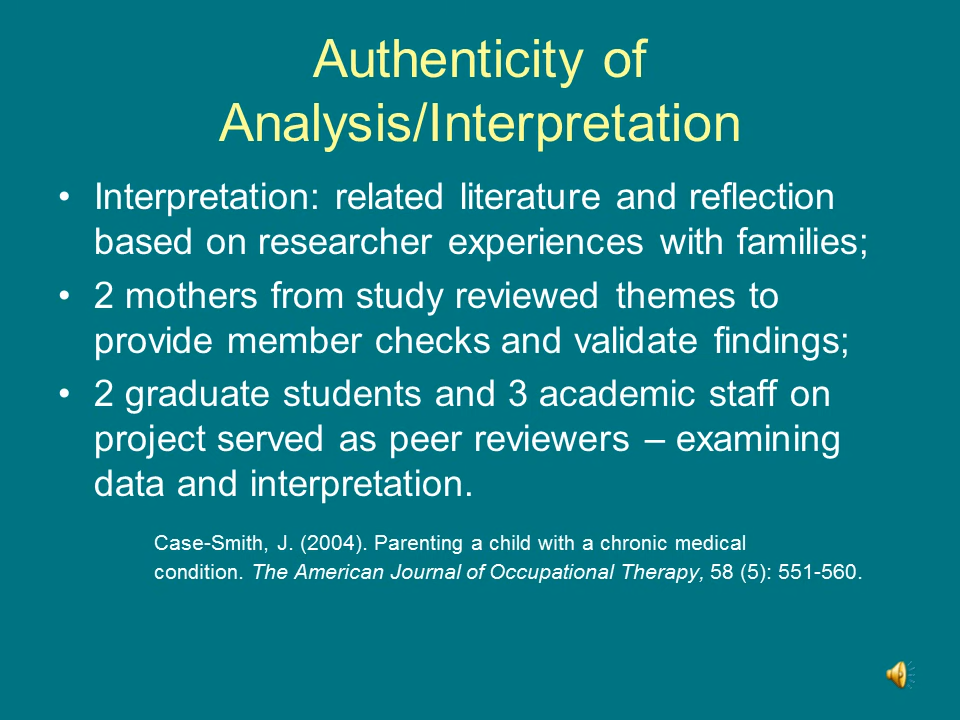 Authenticity of
Analysis/Interpretation
• Interpretation: related literature and reflection
based on researcher experiences with families;
• 2 mothers from study reviewed themes to
provide member checks and validate findings;
• 2 graduate students and 3 academic staff on
project served as peer reviewers – examining
data and interpretation.
Case-Smith, J. (2004). Parenting a child with a chronic medical
condition. The American Journal of Occupational Therapy, 58 (5): 551-560.